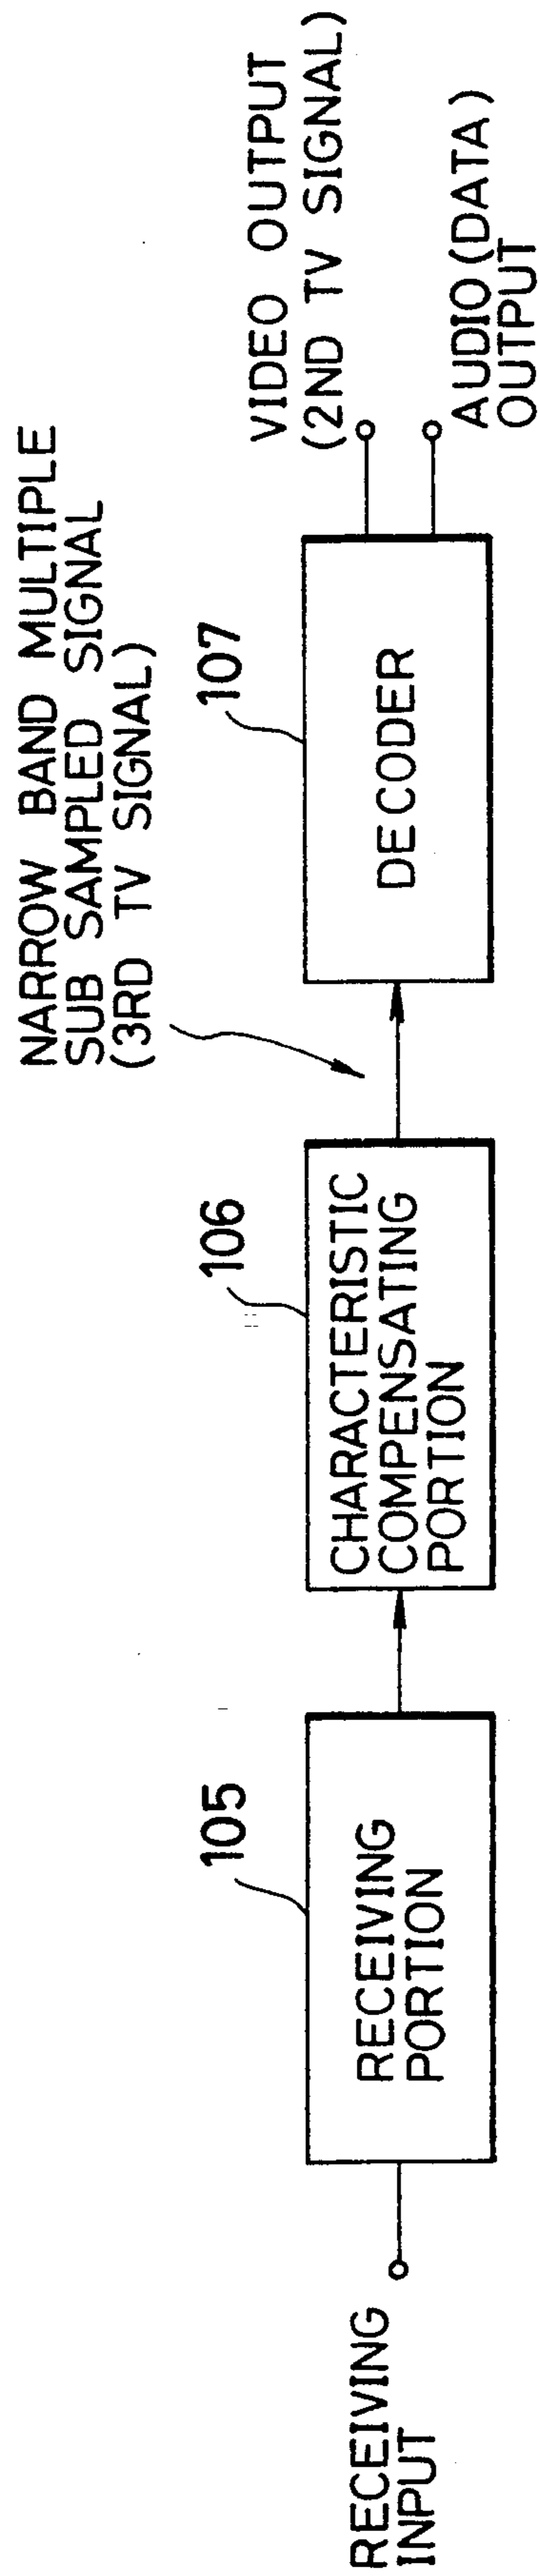 RECEIVING
INPUT
105
RECEIVING
PORTION
106
CHARACTERISTIC
COMPENSATING
PORTION
NARROW BAND MULTIPLE
SUB SAMPLED SIGNAL
(3RD TV SIGNAL)
107
DECODER
VIDEO OUTPUT
(2ND TV SIGNAL)
AUDIO (DATA)
OUTPUT